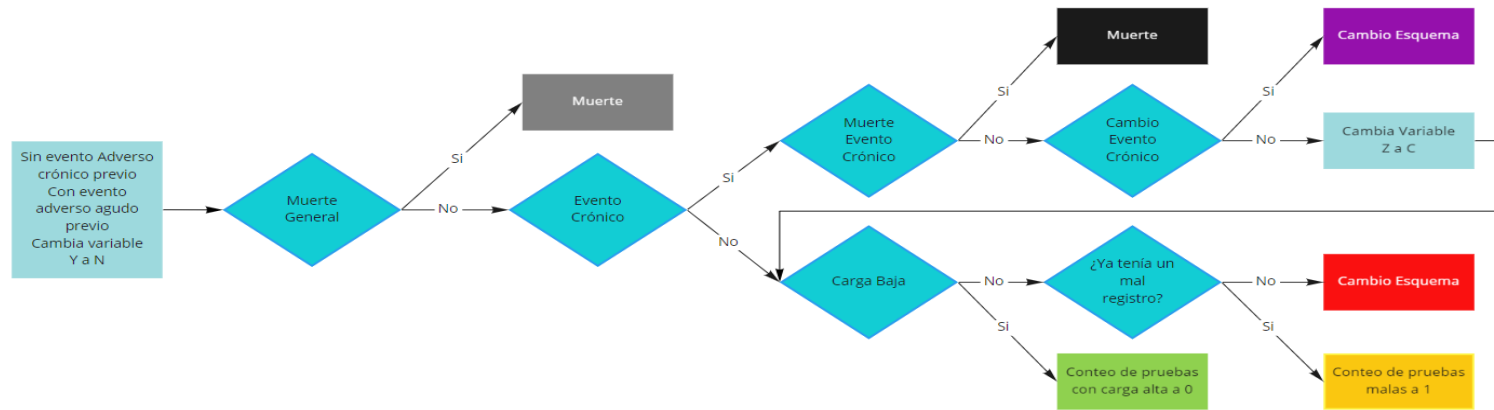 Sin evento Adverso
crónico previo
Con evento
adverso agudo
previo
Cambia variable
Y a N
Muerte
General
Si
Muerte
No
Evento
Crónico
Si
Muerte
Evento
Crónico
Si
Muerte
No
Cambio
Evento
Crónico
Si
Cambio Esquema
No
Cambia Variable
Z a C
No
Carga Baja
No
¿Ya tenía un
mal
registro?
No
Cambio Esquema
Si
Conteo de pruebas
con carga alta a 0
Si
Conteo de pruebas
malas a 1